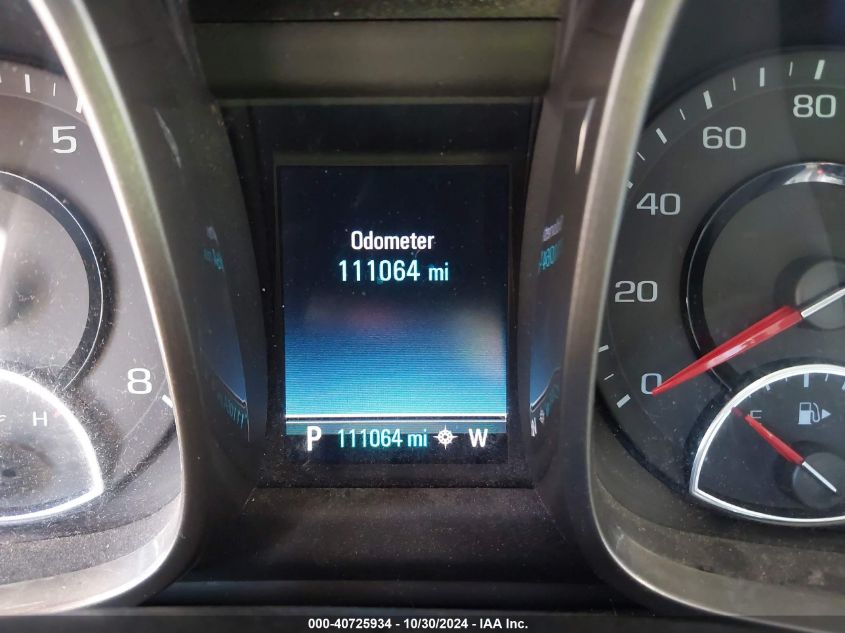 5
8
H
Odometer
111064 mi
P 111064 mi W
N
0
20
40
60
80
E
000-40725934 - 10/30/2024 - IAA Inc.